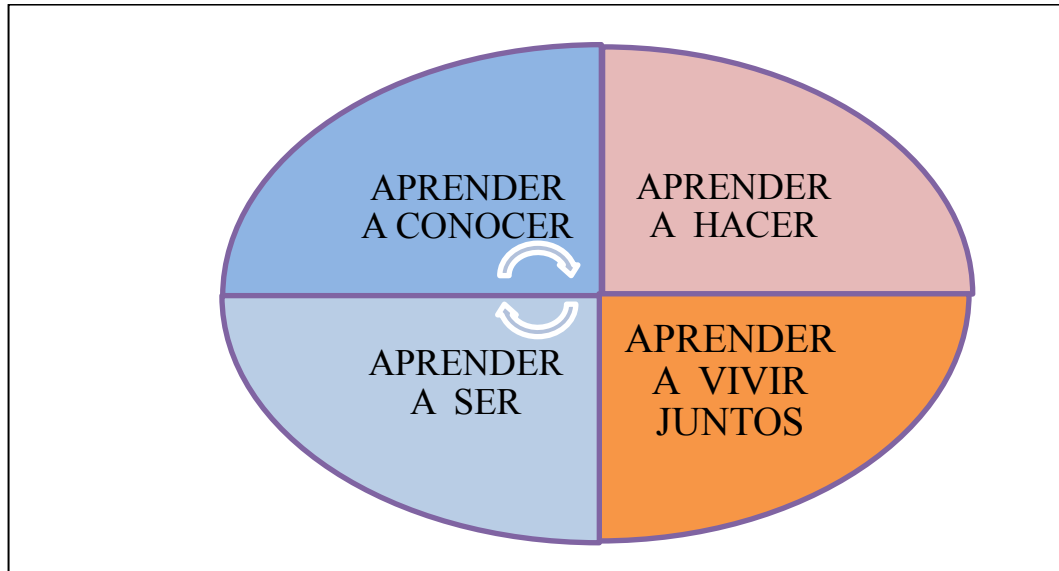 APRENDER
A CONOCER
APRENDER
A HACER
APRENDER
A SER
APRENDER
A VIVIR
JUNTOS